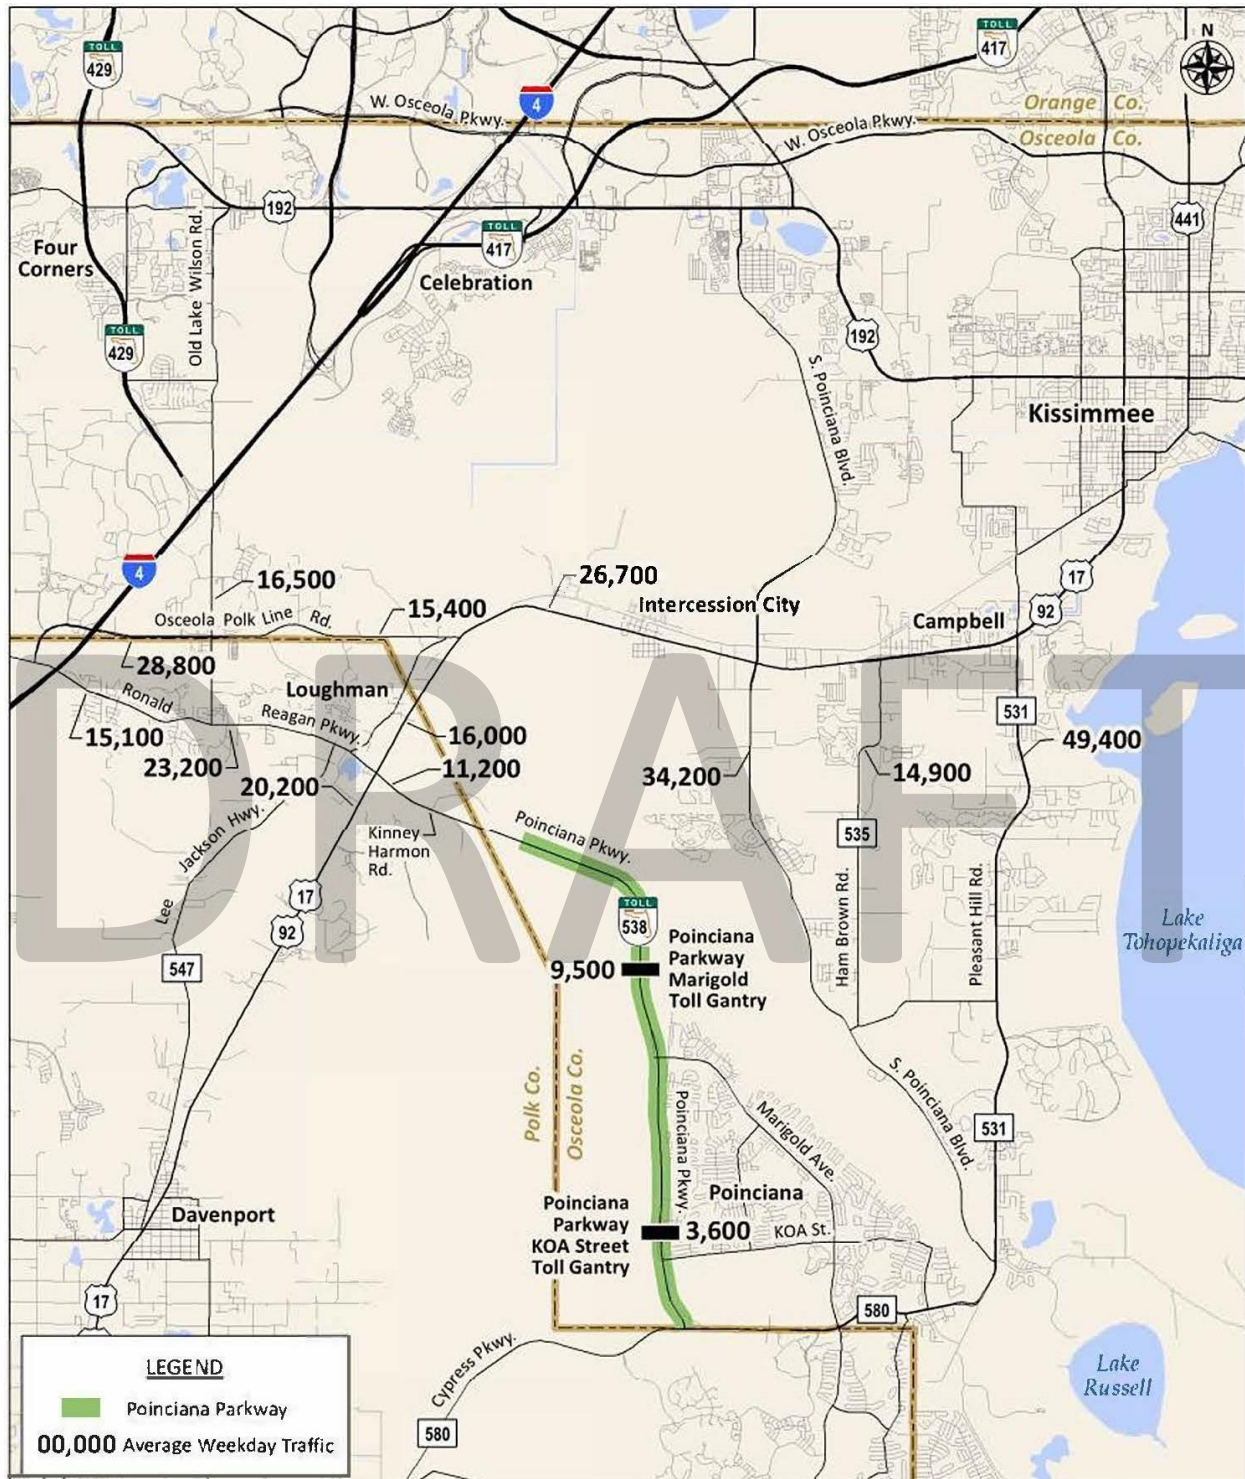 TOLL
429
TOLL
417
N
4
W. Osceola Pkwy.
Orange Co.
W. Osceola Pkwy.
Osceola Co.
192
441
Old Lake Wilson Rd.
Four
Corners
TOLL
417
Celebration
TOLL
429
192
S. Poinciana Blvd.
Kissimmee
4
16,500
26,700
17
Osceola Polk Line Rd.
15,400
Intercession City
92
Campbell
28,800
Loughman
Ronald
Reagan Pkwy.
531
15,100
16,000
49,400
23,200
11,200
34,200
14,900
20,200
DRAFT
Jackson Hwy.
Lee
Kinney
Harmon
Rd.
Poinciana Pkwy.
535
17
92
TOLL
538
Ham Brown Rd.
Pleasant Hill Rd.
Lake
Tohopekaliga
547
9,500
Poinciana
Parkway
Marigold
Toll Gantry
Polk Co.
Osceola Co.
Poinciana Pkwy.
Marigold Ave.
S. Poinciana Blvd.
531
Poinciana
Davenport
Poinciana
Parkway
KOA Street
Toll Gantry
3,600
KOA St.
17
580
Cypress Pkwy.
580
Lake
Russell
LEGEND
Poinciana Parkway
00,000 Average Weekday Traffic